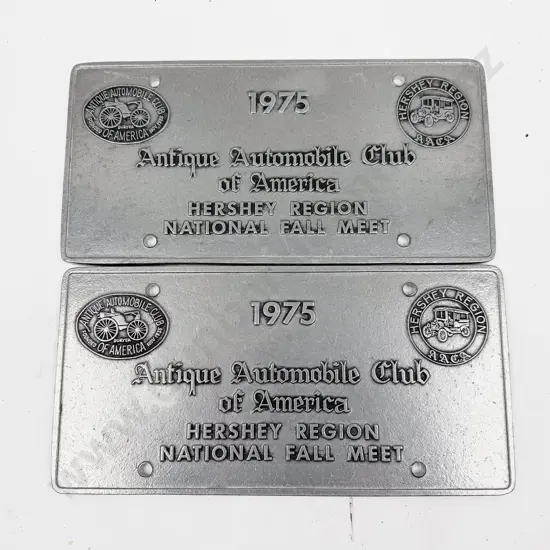 1975
ANTIQUE AUTOMOBILE CLUB
OF AMERICA
HERSHEY REGION
AACA
Antique Automobile Club
of America
HERSHEY REGION
NATIONAL FALL MEET
1975
ANTIQUE AUTOMOBILE CLUB
DURYEA
OF AMERICA
HERSHEY REGION
AACA
Antique Automobile Club
of America
HERSHEY REGION
NATIONAL FALL MEET